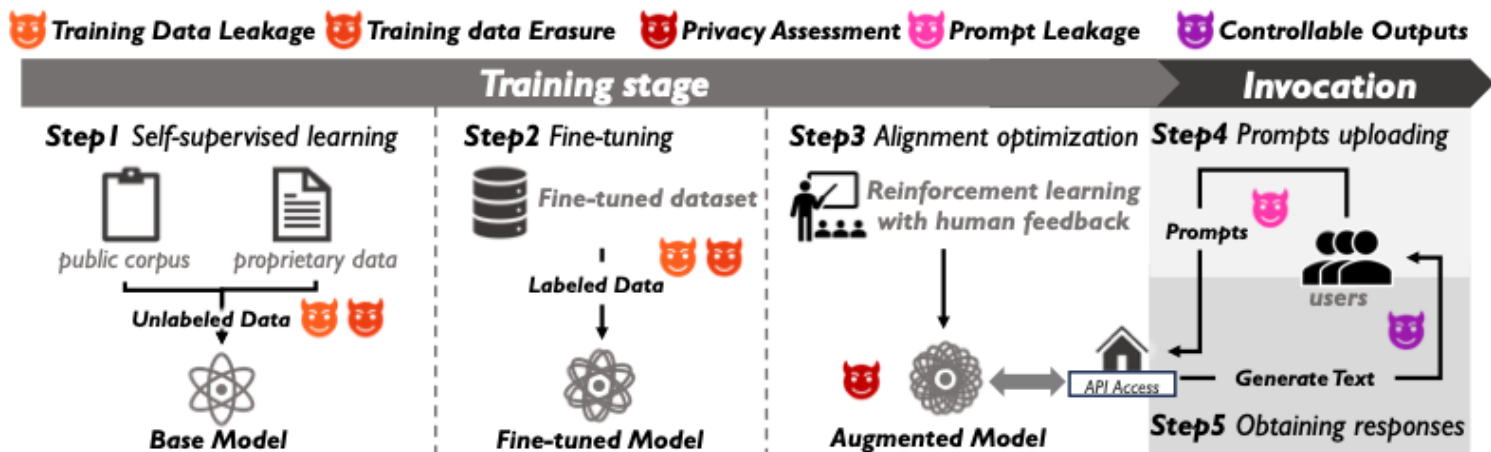 Training Data Leakage Training data Erasure Privacy Assessment Prompt Leakage Controllable Outputs
Training stage
Invocation
Step1 Self-supervised learning
public corpus
proprietary data
Unlabeled Data
Base Model
Step2 Fine-tuning
Fine-tuned dataset
Labeled Data
Fine-tuned Model
Step3 Alignment optimization
Reinforcement learning
with human feedback
Augmented Model
API Access
Step4 Prompts uploading
Prompts
users
Generate Text
Step5 Obtaining responses